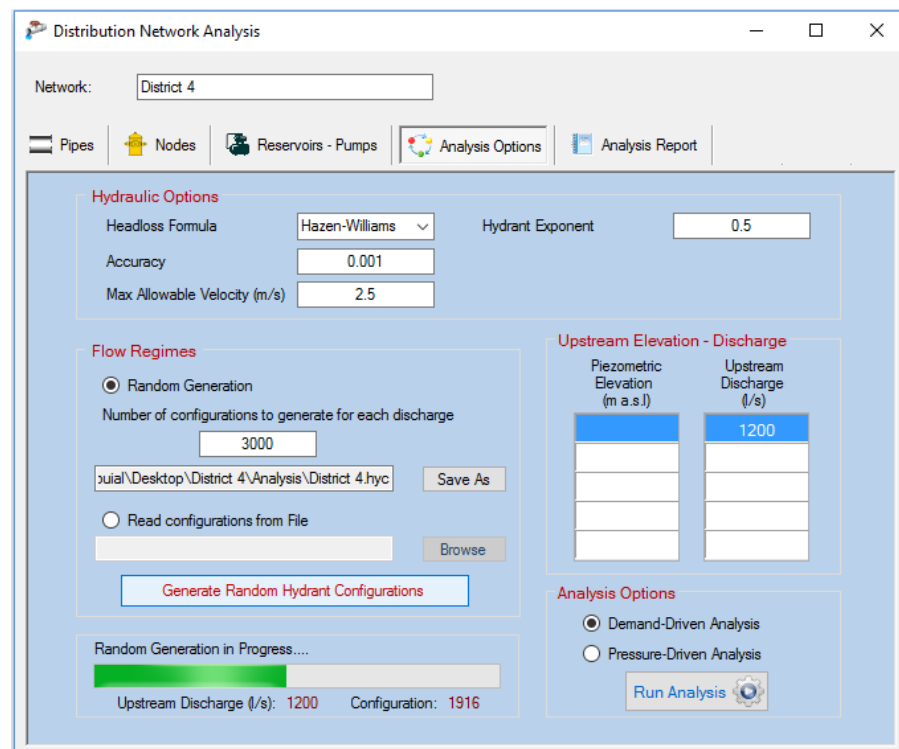 Distribution Network Analysis
Network: District 4
Pipes Nodes Reservoirs - Pumps Analysis Options Analysis Report
Hydraulic Options
Headloss Formula Hazen-Williams Hydrant Exponent 0.5
Accuracy 0.001
Max Allowable Velocity (m/s) 2.5
Flow Regimes
Random Generation
Number of configurations to generate for each discharge
3000
ouial\Desktop\District 4\Analysis\District 4.hyc Save As
Read configurations from File
Browse
Generate Random Hydrant Configurations
Random Generation in Progress....
Upstream Discharge (l/s): 1200 Configuration: 1916
Upstream Elevation - Discharge
Piezometric Elevation (m a.s.l) Upstream Discharge (l/s)
1200
Analysis Options
Demand-Driven Analysis
Pressure-Driven Analysis
Run Analysis